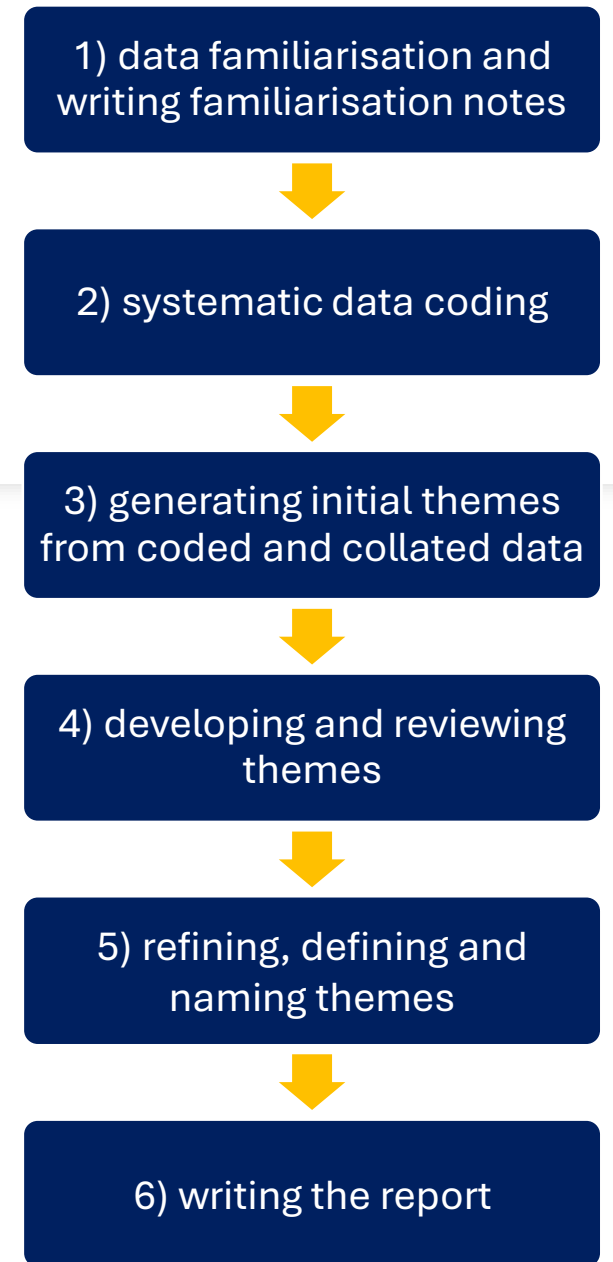 1) data familiarisation and
writing familiarisation notes
2) systematic data coding
3) generating initial themes
from coded and collated data
4) developing and reviewing
themes
5) refining, defining and
naming themes
6) writing the report